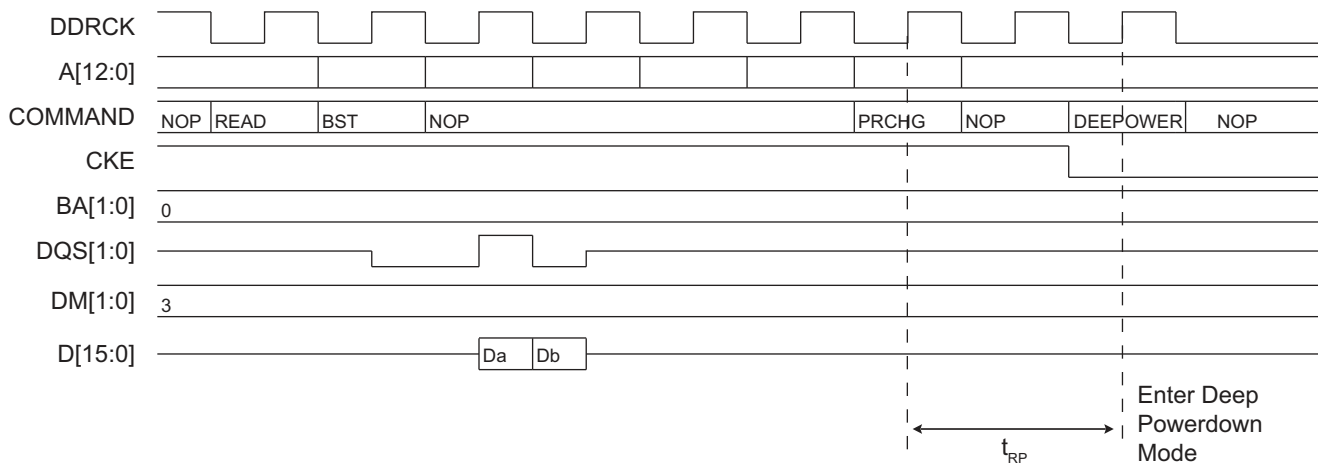 DDRCK
A[12:0]
COMMAND NOP READ BST NOP PRCHG NOP DEEPOWER NOP
CKE
BA[1:0] 0
DQS[1:0]
DM[1:0] 3
D[15:0] Da Db
Enter Deep
Powerdown
Mode
tRP